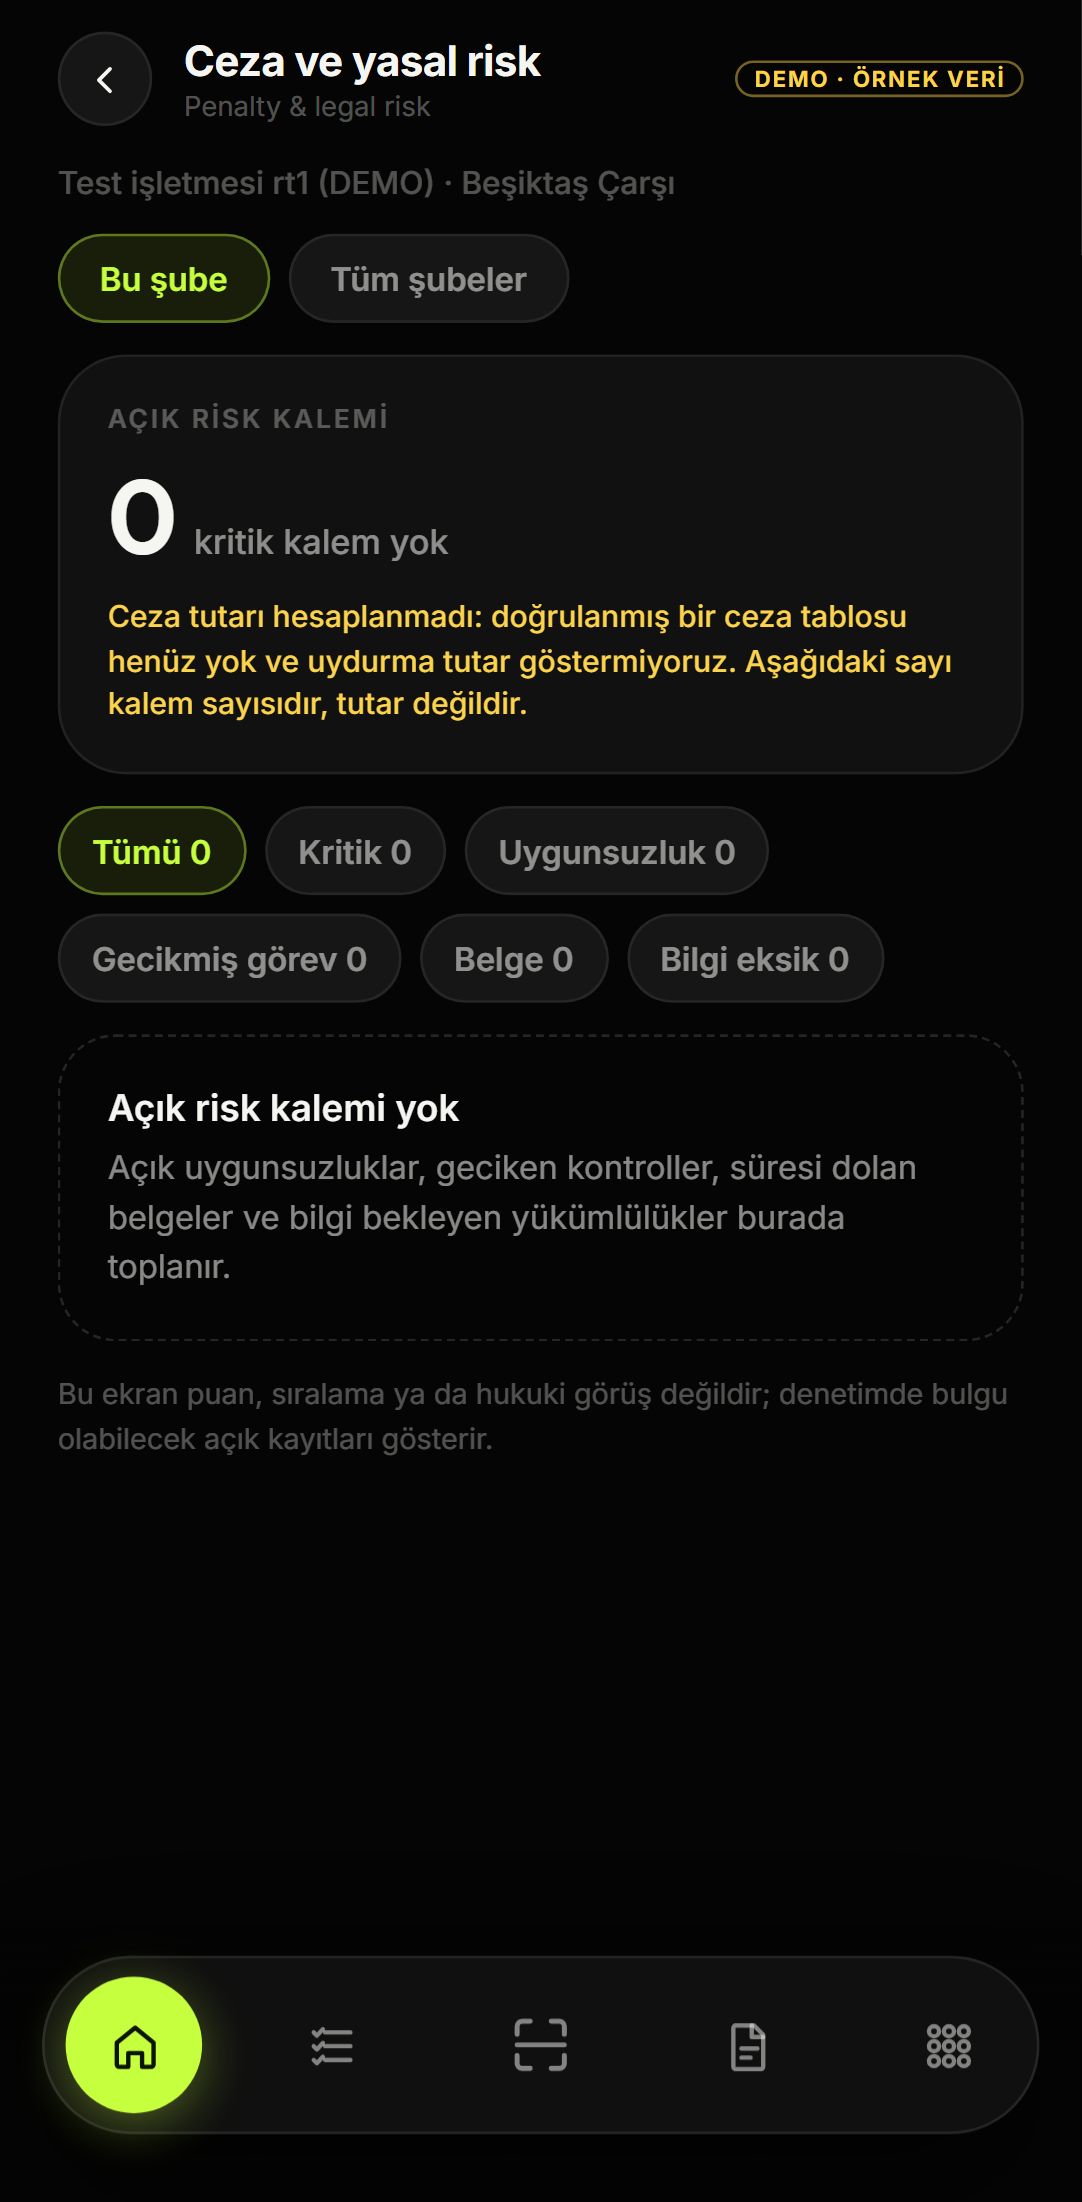 Ceza ve yasal risk
Penalty & legal risk
DEMO · ÖRNEK VERİ
Test işletmesi rt1 (DEMO) · Beşiktaş Çarşı
Bu şube
Tüm şubeler
AÇIK RİSK KALEMİ
0 kritik kalem yok
Ceza tutarı hesaplanmadı: doğrulanmış bir ceza tablosu
henüz yok ve uydurma tutar göstermiyoruz. Aşağıdaki sayı
kalem sayısıdır, tutar değildir.
Tümü 0
Kritik 0
Uygunsuzluk 0
Gecikmiş görev 0
Belge 0
Bilgi eksik 0
Açık risk kalemi yok
Açık uygunsuzluklar, geciken kontroller, süresi dolan
belgeler ve bilgi bekleyen yükümlülükler burada
toplanır.
Bu ekran puan, sıralama ya da hukuki görüş değildir; denetimde bulgu
olabilecek açık kayıtları gösterir.